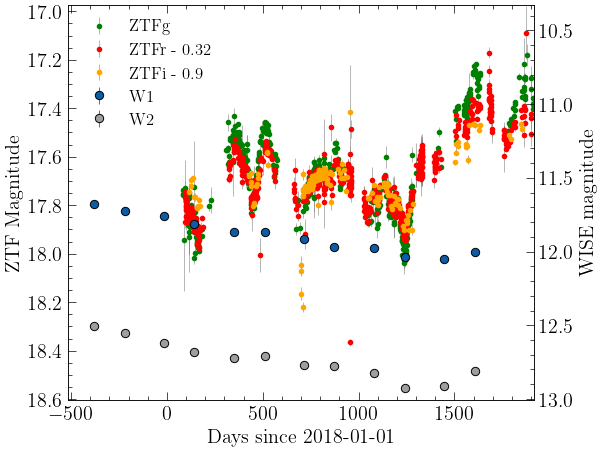 ZTFg
ZTFr - 0.32
ZTFi - 0.9
W1
W2
17.0
17.2
17.4
17.6
17.8
18.0
18.2
18.4
18.6
ZTF Magnitude
10.5
11.0
11.5
12.0
12.5
13.0
WISE magnitude
−500
0
500
1000
1500
Days since 2018-01-01